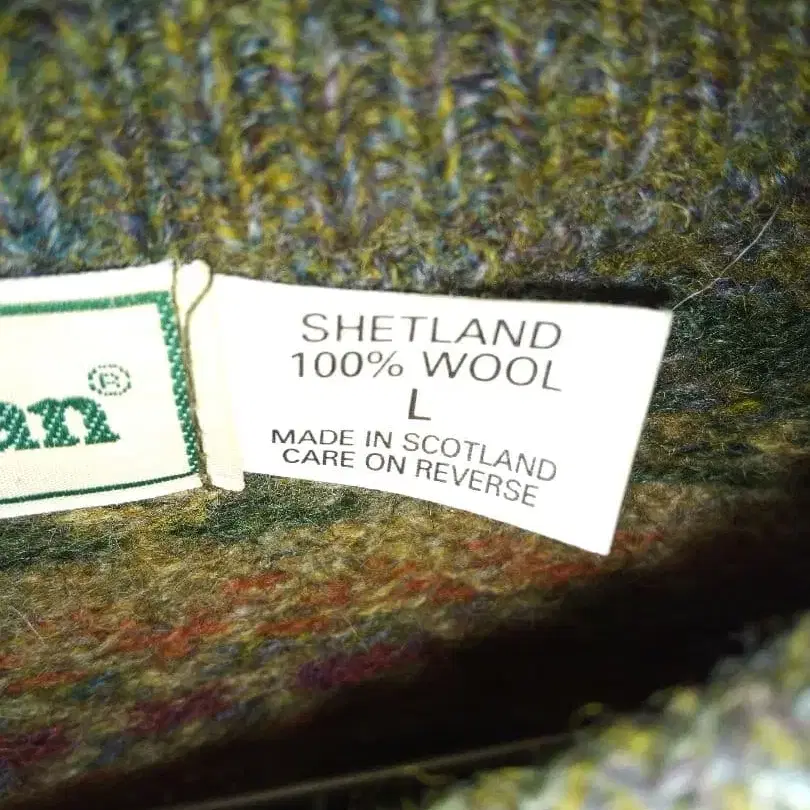 an®
SHETLAND
100% WOOL
L
MADE IN SCOTLAND
CARE ON REVERSE